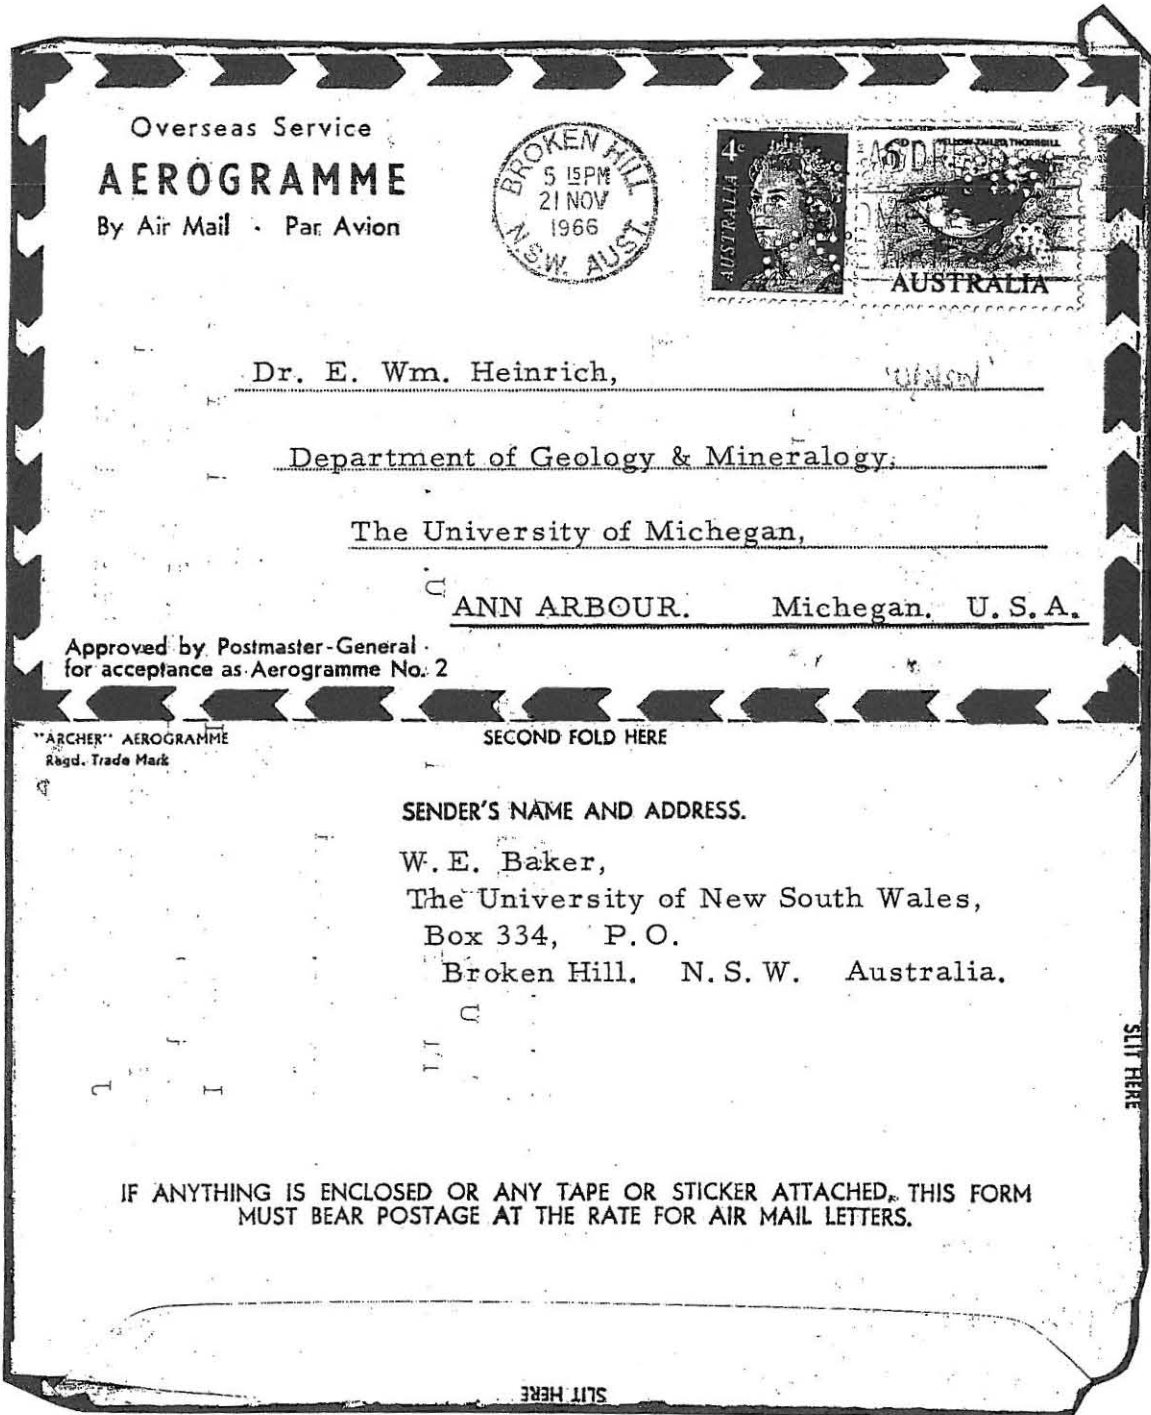 Overseas Service
AEROGRAMME
By Air Mail · Par Avion
BROKEN HILL
5 15PM
21 NOV
1966
N.S.W. AUST.
4c
AUSTRALIA
YELLOW-TAILED THORNBILL
AUSTRALIA
Dr. E. Wm. Heinrich,
Department of Geology & Mineralogy,
The University of Michegan,
ANN ARBOUR. Michegan. U.S.A.
Approved by Postmaster-General
for acceptance as Aerogramme No. 2
"ARCHER" AEROGRAMME
Regd. Trade Mark
SECOND FOLD HERE
SENDER'S NAME AND ADDRESS.
W.E. Baker,
The University of New South Wales,
Box 334, P.O.
Broken Hill. N.S.W. Australia.
SLIT HERE
IF ANYTHING IS ENCLOSED OR ANY TAPE OR STICKER ATTACHED, THIS FORM
MUST BEAR POSTAGE AT THE RATE FOR AIR MAIL LETTERS.
SLIT HERE